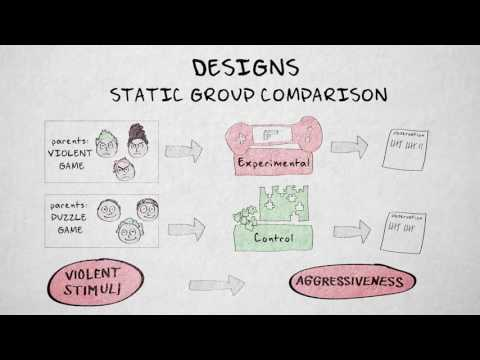 DESIGNS
STATIC GROUP COMPARISON
parents:
VIOLENT
GAME
Experimental
observation
parents:
PUZZLE
GAME
Control
observation
VIOLENT
STIMULI
AGGRESSIVENESS